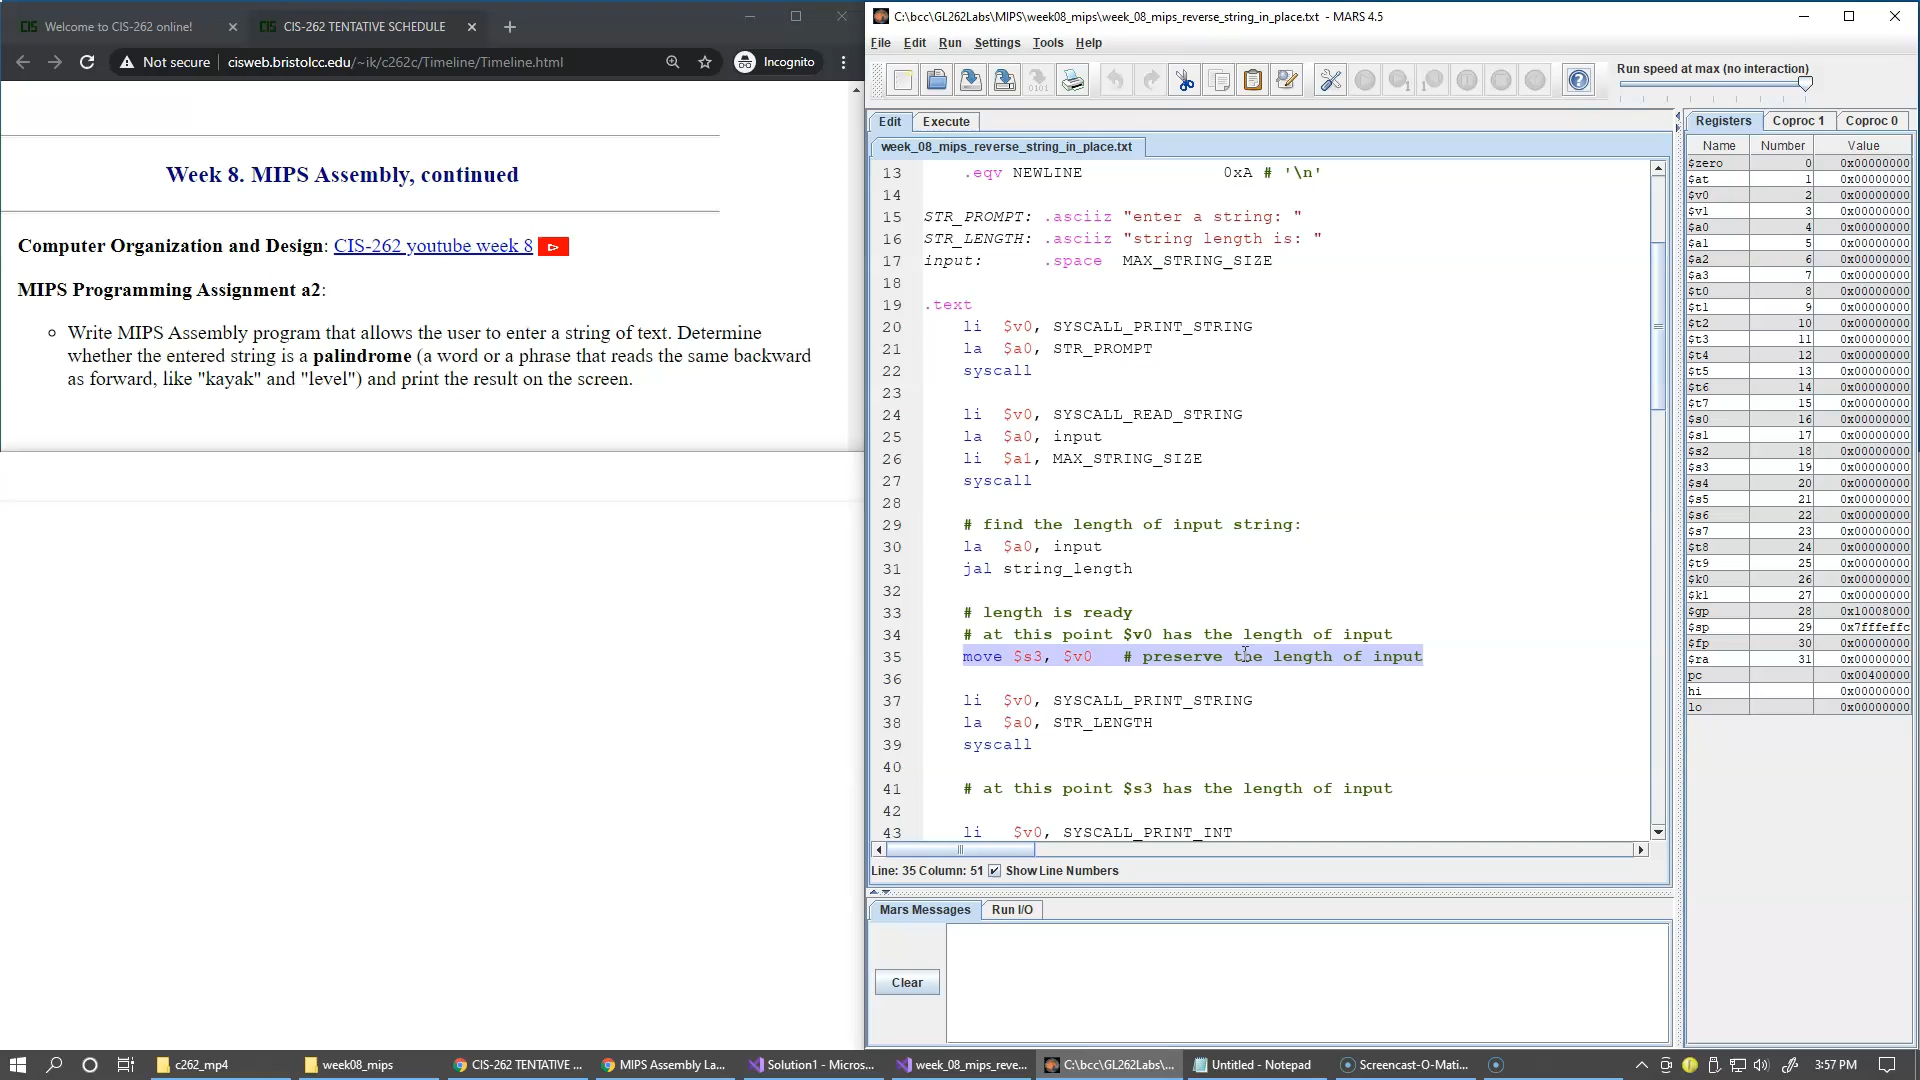 Welcome to CIS-262 online!
CIS-262 TENTATIVE SCHEDULE
Not secure
cisweb.bristolcc.edu/~ik/c262c/Timeline/Timeline.html
Incognito
Week 8. MIPS Assembly, continued
Computer Organization and Design: CIS-262 youtube week 8
MIPS Programming Assignment a2:
Write MIPS Assembly program that allows the user to enter a string of text. Determine
whether the entered string is a palindrome (a word or a phrase that reads the same backward
as forward, like "kayak" and "level") and print the result on the screen.
C:\bcc\GL262Labs\MIPS\week08_mips\week_08_mips_reverse_string_in_place.txt - MARS 4.5
File Edit Run Settings Tools Help
Run speed at max (no interaction)
Edit Execute
week_08_mips_reverse_string_in_place.txt
13 .eqv NEWLINE 0xA # '\n'
14
15 STR_PROMPT: .asciiz "enter a string: "
16 STR_LENGTH: .asciiz "string length is: "
17 input: .space MAX_STRING_SIZE
18
19 .text
20 li $v0, SYSCALL_PRINT_STRING
21 la $a0, STR_PROMPT
22 syscall
23
24 li $v0, SYSCALL_READ_STRING
25 la $a0, input
26 li $a1, MAX_STRING_SIZE
27 syscall
28
29 # find the length of input string:
30 la $a0, input
31 jal string_length
32
33 # length is ready
34 # at this point $v0 has the length of input
35 move $s3, $v0 # preserve the length of input
36
37 li $v0, SYSCALL_PRINT_STRING
38 la $a0, STR_LENGTH
39 syscall
40
41 # at this point $s3 has the length of input
42
43 li $v0, SYSCALL_PRINT_INT
Line: 35 Column: 51 Show Line Numbers
Mars Messages Run I/O
Clear
Registers Coproc 1 Coproc 0
Name Number Value
$zero 0 0x00000000
$at 1 0x00000000
$v0 2 0x00000000
$v1 3 0x00000000
$a0 4 0x00000000
$a1 5 0x00000000
$a2 6 0x00000000
$a3 7 0x00000000
$t0 8 0x00000000
$t1 9 0x00000000
$t2 10 0x00000000
$t3 11 0x00000000
$t4 12 0x00000000
$t5 13 0x00000000
$t6 14 0x00000000
$t7 15 0x00000000
$s0 16 0x00000000
$s1 17 0x00000000
$s2 18 0x00000000
$s3 19 0x00000000
$s4 20 0x00000000
$s5 21 0x00000000
$s6 22 0x00000000
$s7 23 0x00000000
$t8 24 0x00000000
$t9 25 0x00000000
$k0 26 0x00000000
$k1 27 0x00000000
$gp 28 0x10008000
$sp 29 0x7fffeffc
$fp 30 0x00000000
$ra 31 0x00000000
pc 0x00400000
hi 0x00000000
lo 0x00000000
c262_mp4
week08_mips
CIS-262 TENTATIVE ...
MIPS Assembly La...
Solution1 - Micros...
week_08_mips_reve...
C:\bcc\GL262Labs\...
Untitled - Notepad
Screencast-O-Mati...
3:57 PM